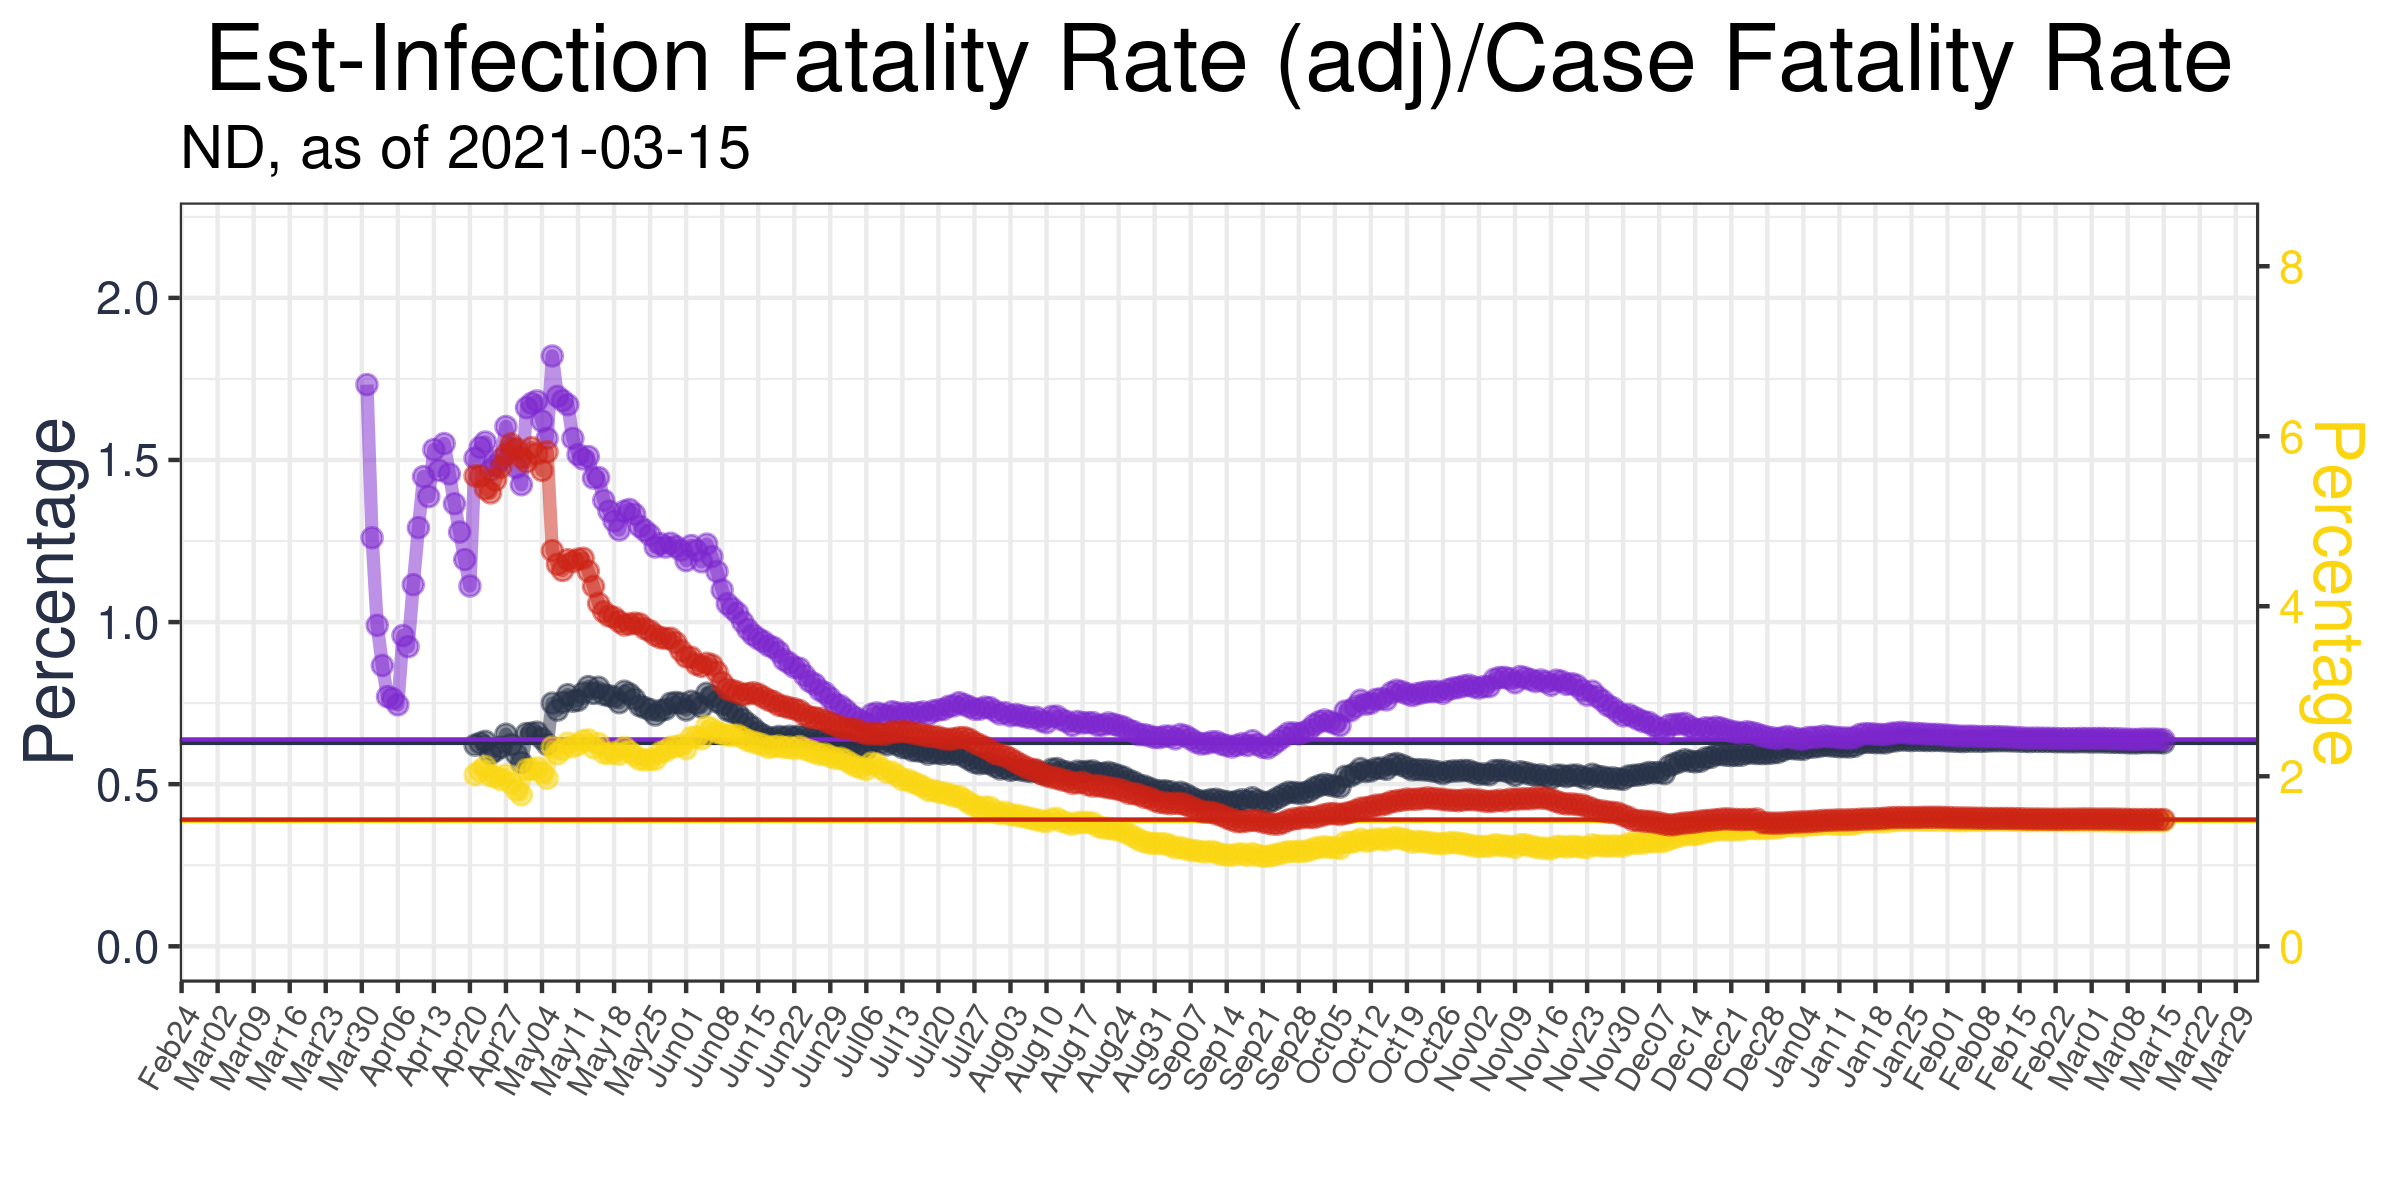 Est-Infection Fatality Rate (adj)/Case Fatality Rate
ND, as of 2021-03-15
Percentage
2.0
1.5
1.0
0.5
0.0
8
6
4
2
0
Percentage
Feb24 Mar02 Mar09 Mar16 Mar23 Mar30 Apr06 Apr13 Apr20 Apr27 May04 May11 May18 May25 Jun01 Jun08 Jun15 Jun22 Jun29 Jul06 Jul13 Jul20 Jul27 Aug03 Aug10 Aug17 Aug24 Aug31 Sep07 Sep14 Sep21 Sep28 Oct05 Oct12 Oct19 Oct26 Nov02 Nov09 Nov16 Nov23 Nov30 Dec07 Dec14 Dec21 Dec28 Jan04 Jan11 Jan18 Jan25 Feb01 Feb08 Feb15 Feb22 Mar01 Mar08 Mar15 Mar22 Mar29